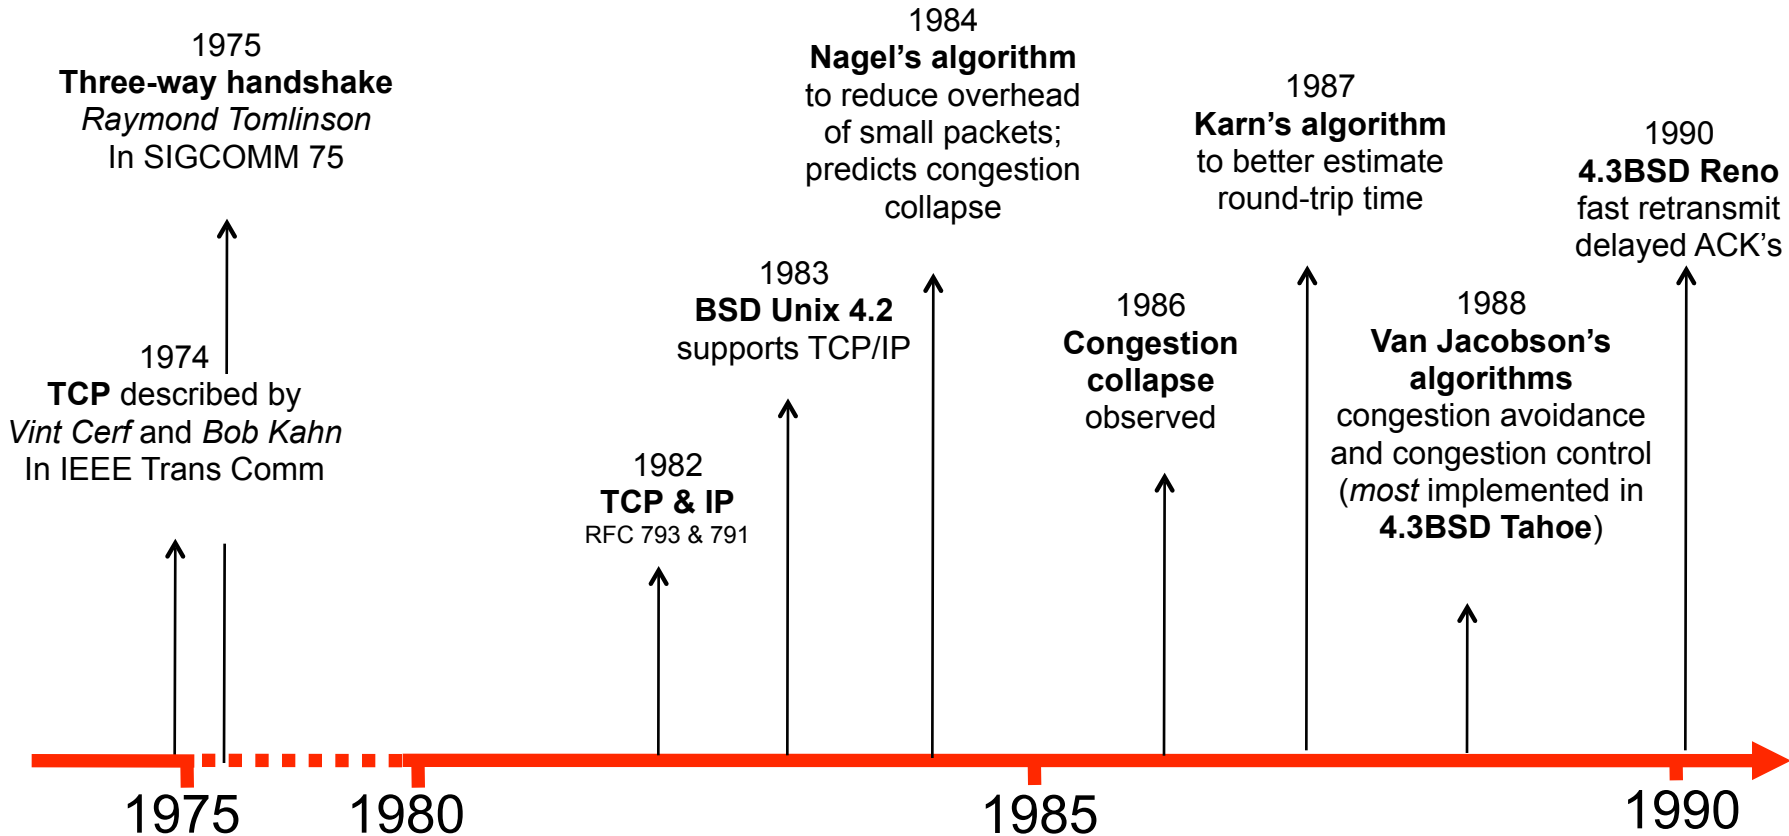 1975
Three-way handshake
Raymond Tomlinson
In SIGCOMM 75
1974
TCP described by
Vint Cerf and Bob Kahn
In IEEE Trans Comm
1982
TCP & IP
RFC 793 & 791
1983
BSD Unix 4.2
supports TCP/IP
1984
Nagel’s algorithm
to reduce overhead
of small packets;
predicts congestion
collapse
1986
Congestion
collapse
observed
1987
Karn’s algorithm
to better estimate
round-trip time
1988
Van Jacobson’s
algorithms
congestion avoidance
and congestion control
(most implemented in
4.3BSD Tahoe)
1990
4.3BSD Reno
fast retransmit
delayed ACK’s
1975
1980
1985
1990